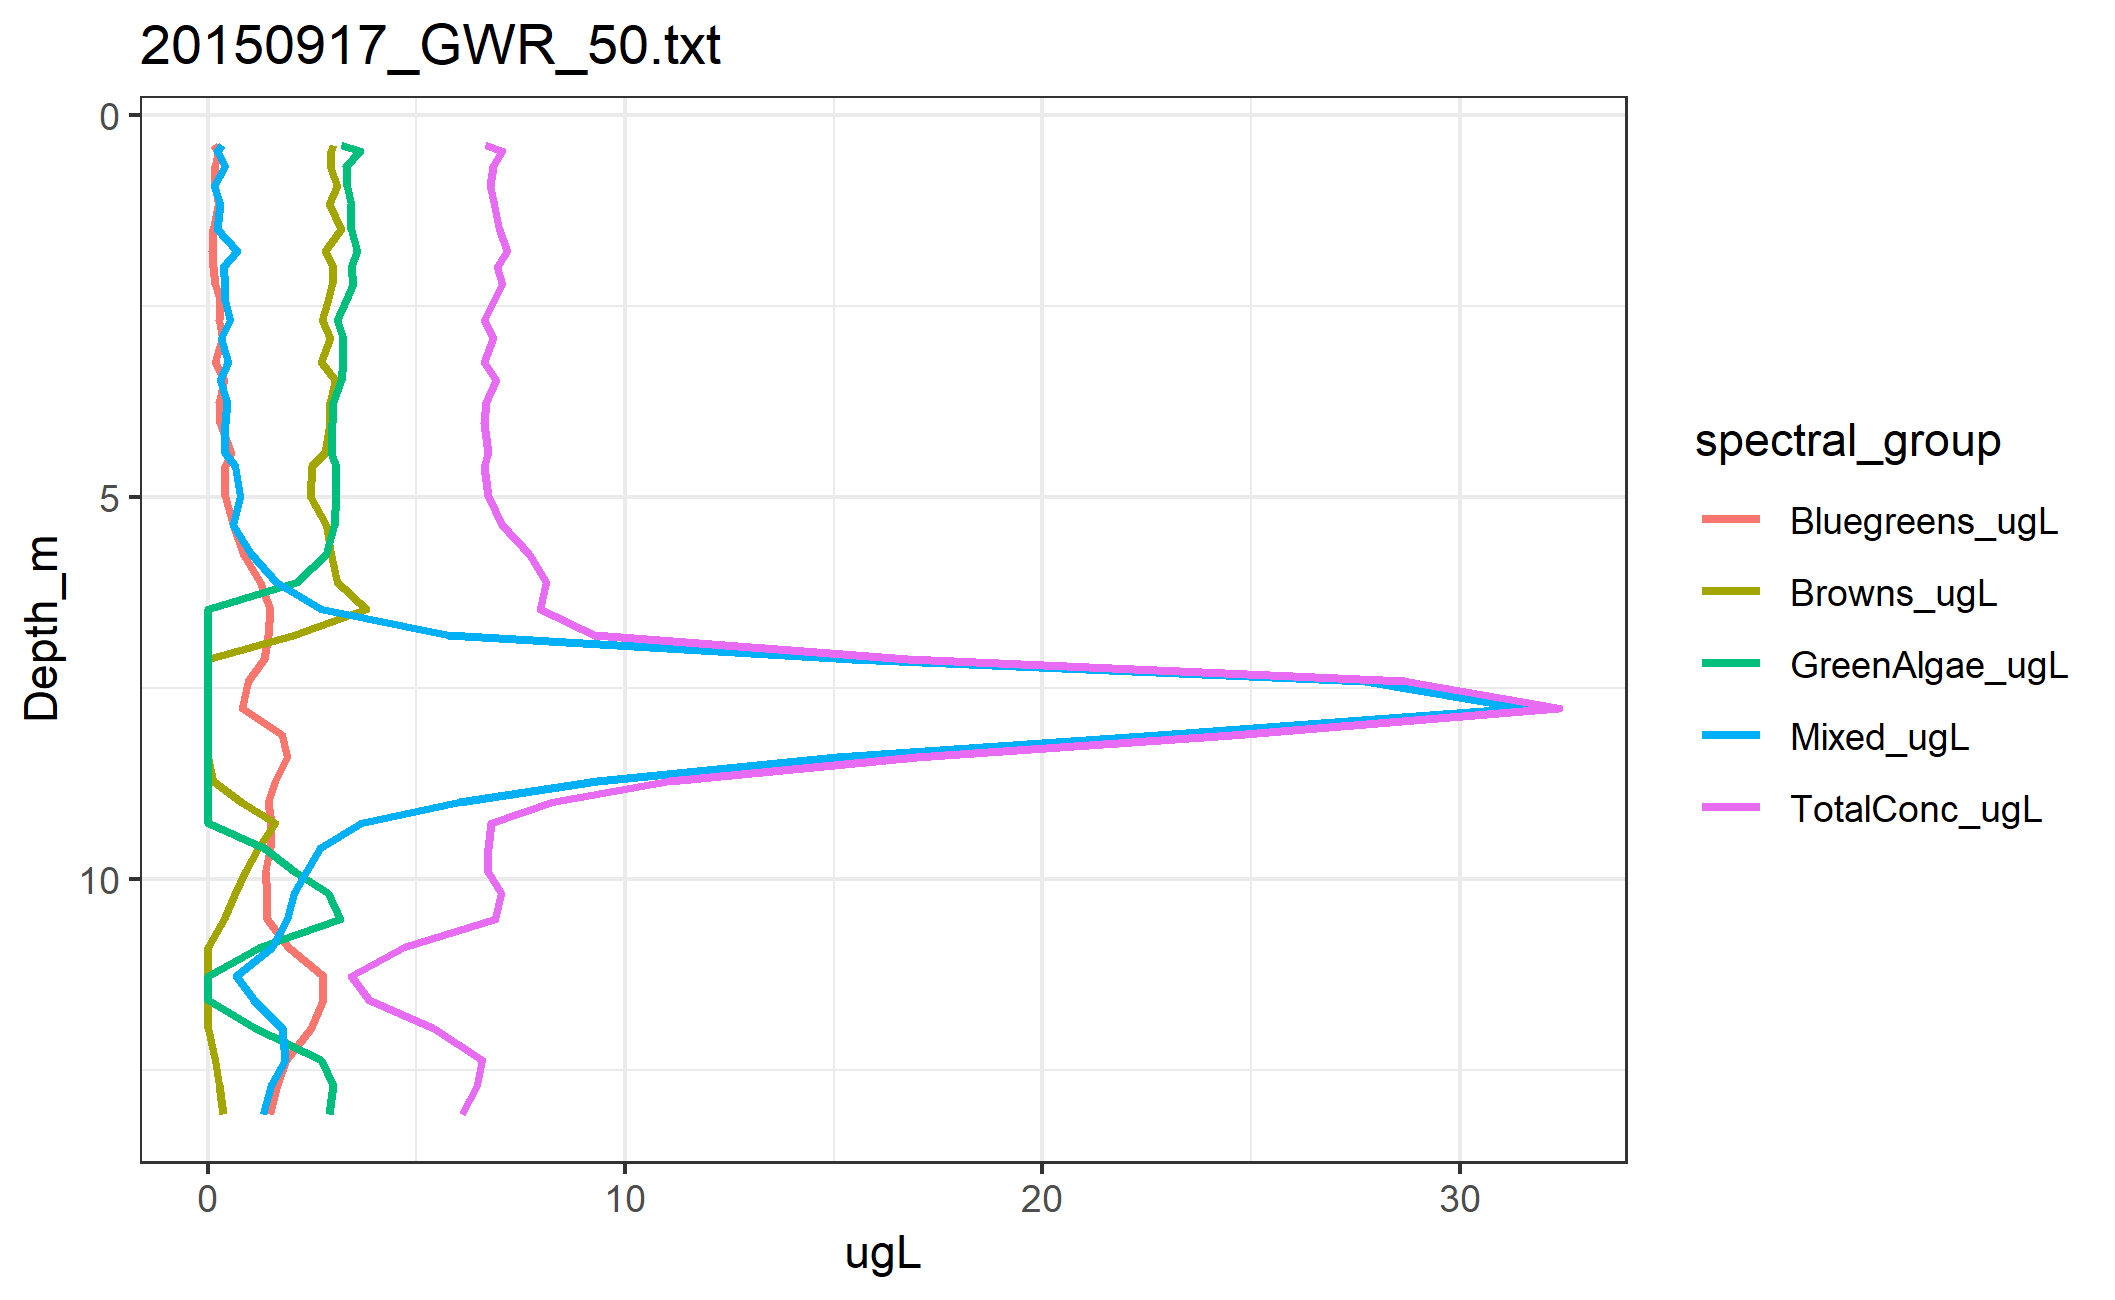 20150917_GWR_50.txt
0
5
10
Depth_m
0
10
20
30
ugL
spectral_group
Bluegreens_ugL
Browns_ugL
GreenAlgae_ugL
Mixed_ugL
TotalConc_ugL